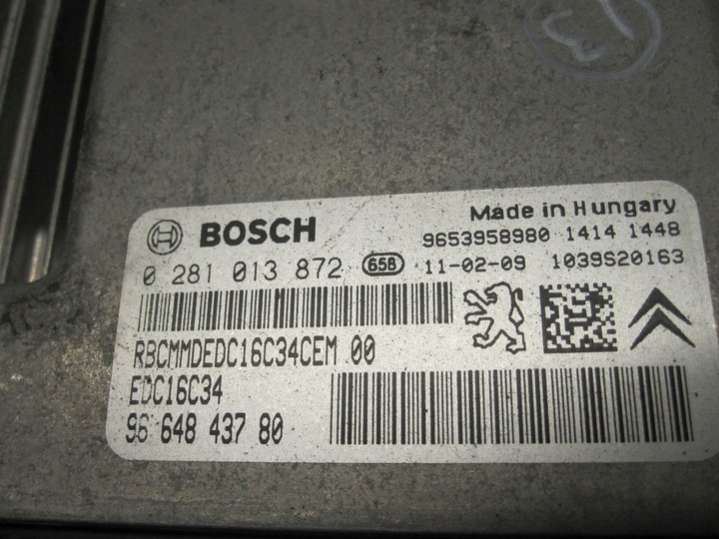 BOSCH
Made in Hungary
9653958980 1414 1448
0 281 013 872 658 11-02-09 1039S20163
RBCMMDEDC16C34CEM 00
EDC16C34
96 648 437 80